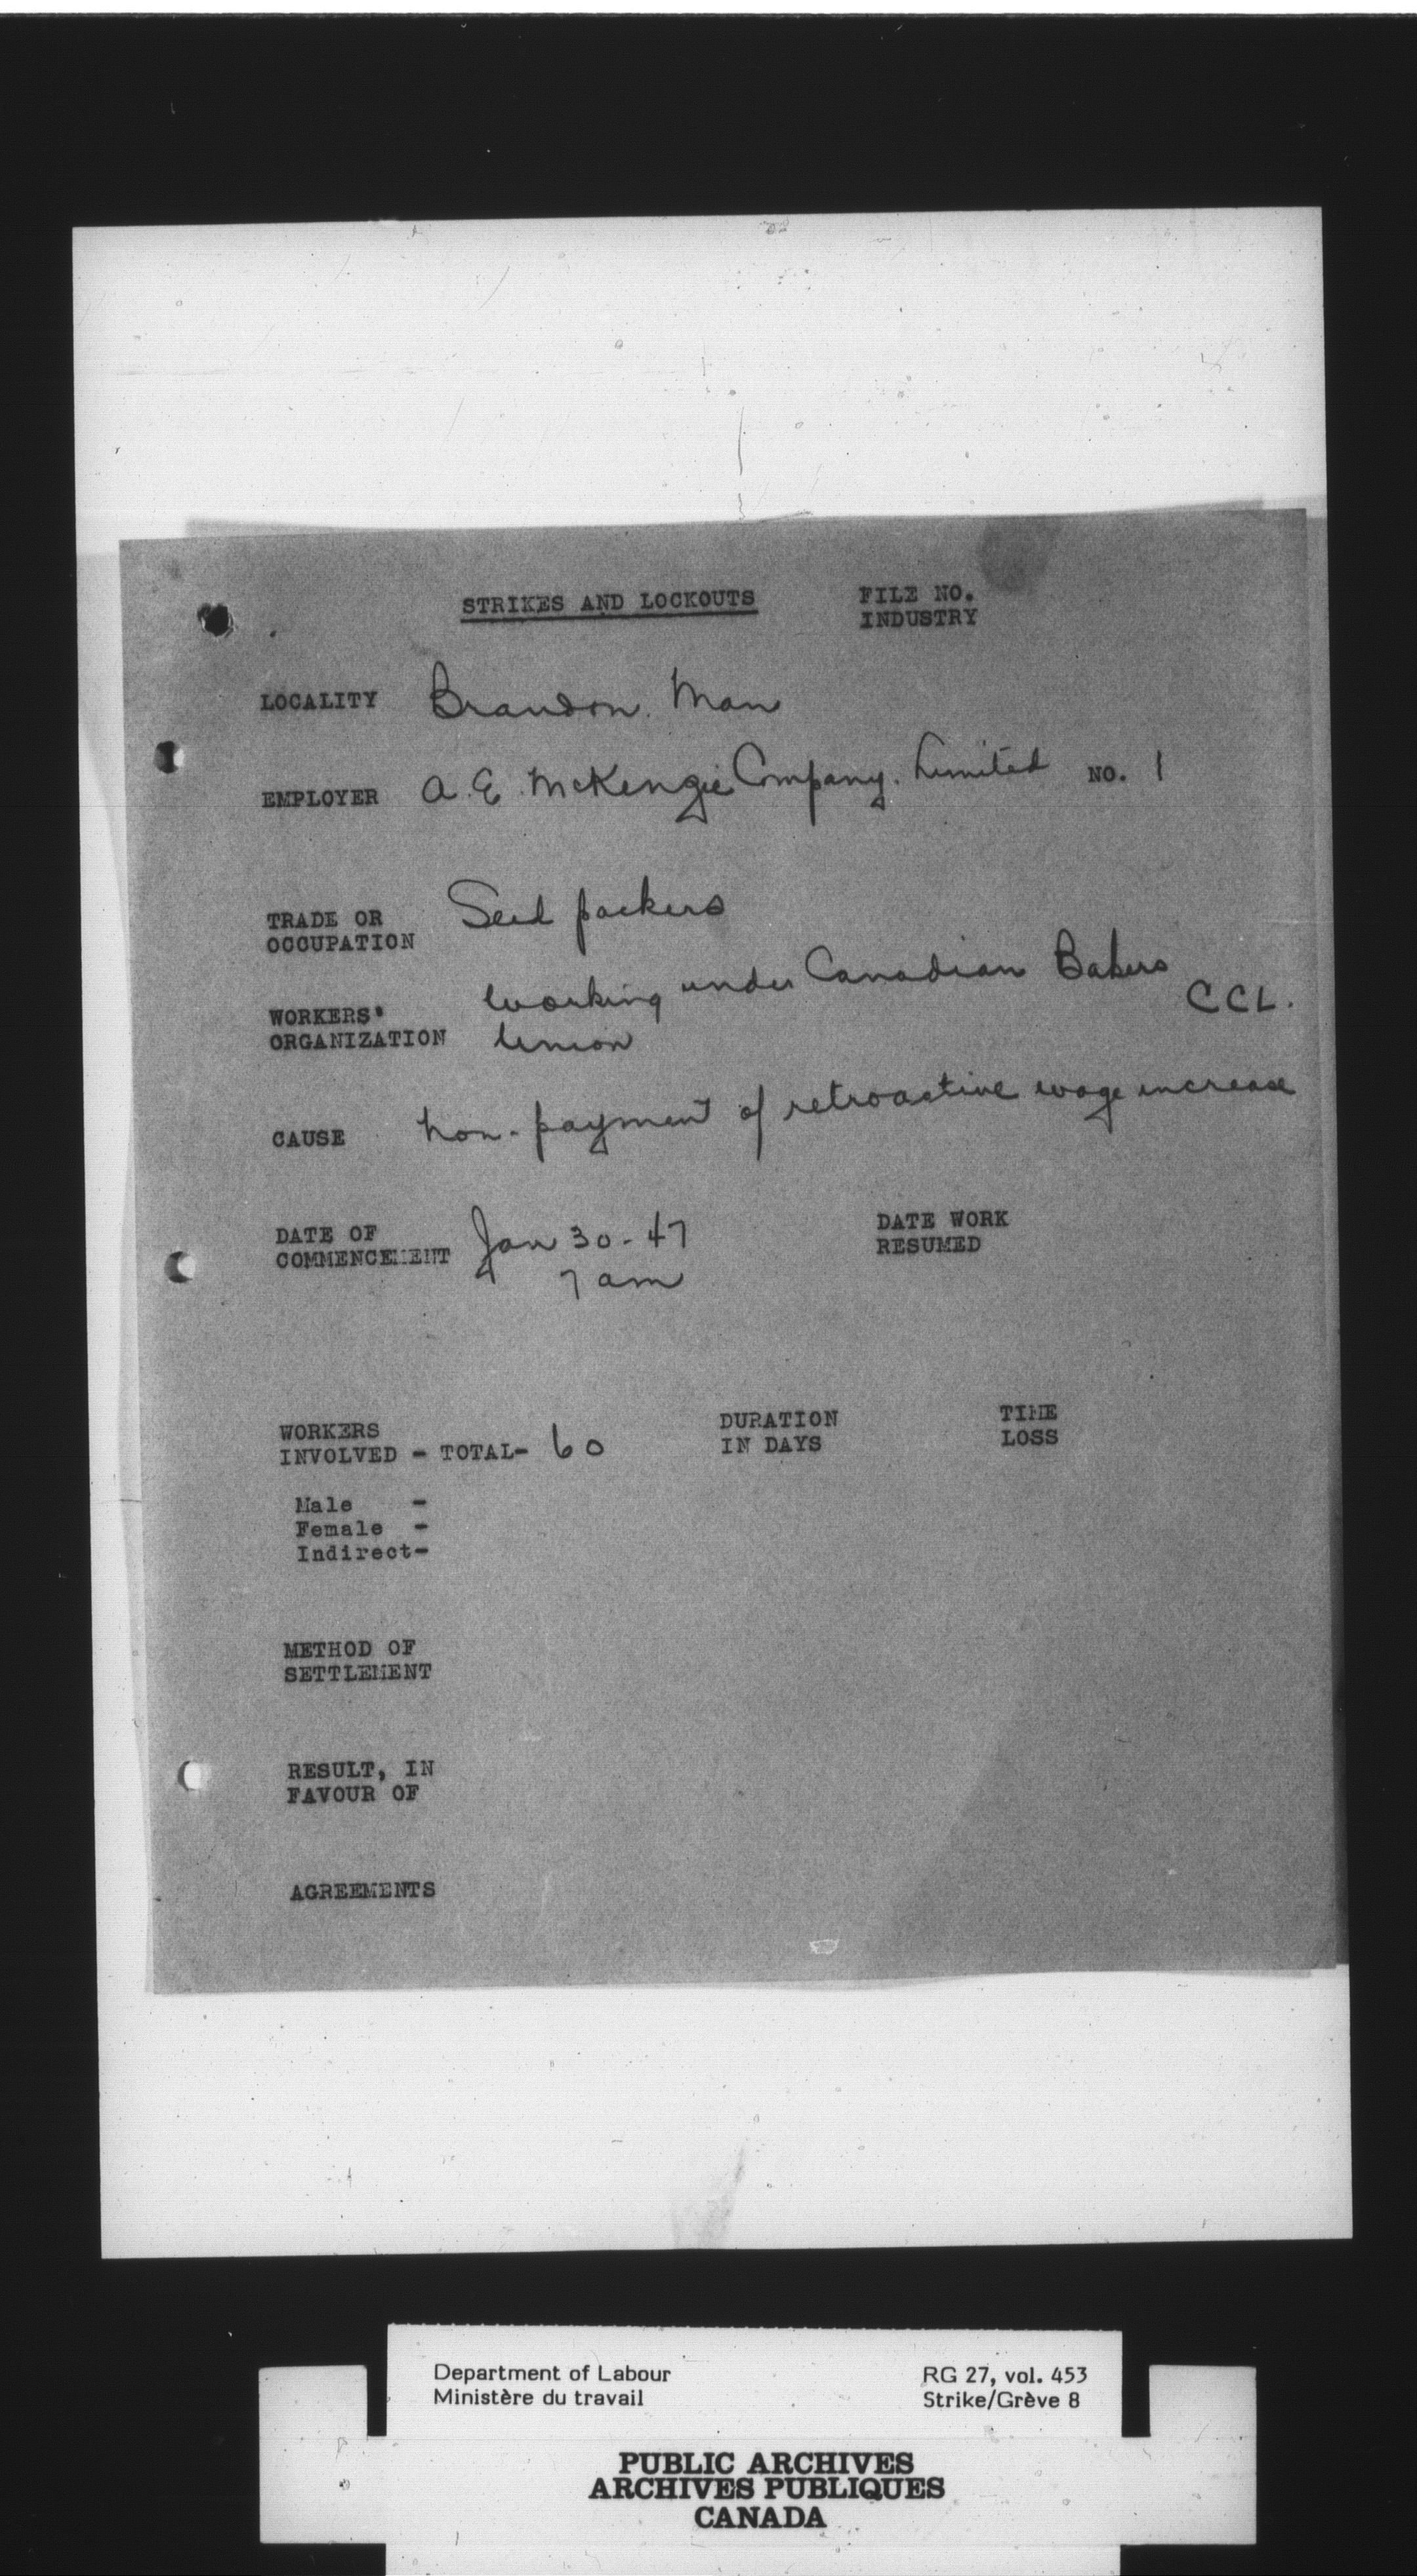 STRIKES AND LOCKOUTS
FILE NO.
INDUSTRY
LOCALITY Brandon. Man
EMPLOYER A. E. McKenzie Company. Limited NO. 1
TRADE OR
OCCUPATION Seed packers
WORKERS'
ORGANIZATION
working under Canadian Bakers
Union
CCL.
CAUSE non-payment of retroactive wage increase
DATE OF
COMMENCEMENT
Jan 30-47
7 am
DATE WORK
RESUMED
WORKERS
INVOLVED - TOTAL- 60
DURATION
IN DAYS
TIME
LOSS
Male -
Female -
Indirect-
METHOD OF
SETTLEMENT
RESULT, IN
FAVOUR OF
AGREEMENTS
Department of Labour
Ministère du travail
RG 27, vol. 453
Strike/Grève 8
PUBLIC ARCHIVES
ARCHIVES PUBLIQUES
CANADA